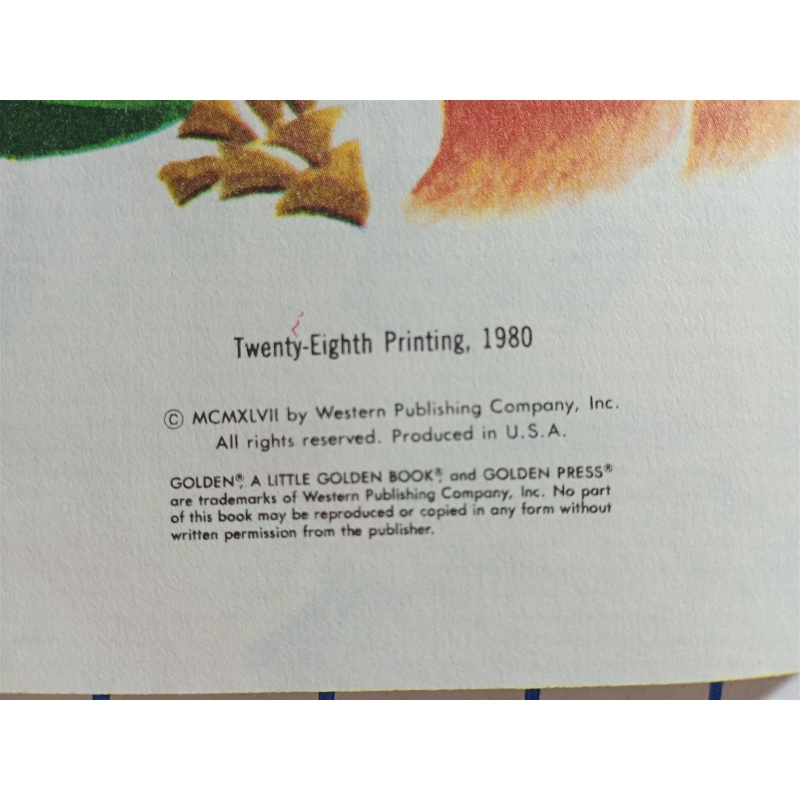 Twenty-Eighth Printing, 1980
© MCMXLVII by Western Publishing Company, Inc.
All rights reserved. Produced in U.S.A.
GOLDEN®, A LITTLE GOLDEN BOOK®, and GOLDEN PRESS®
are trademarks of Western Publishing Company, Inc. No part
of this book may be reproduced or copied in any form without
written permission from the publisher.